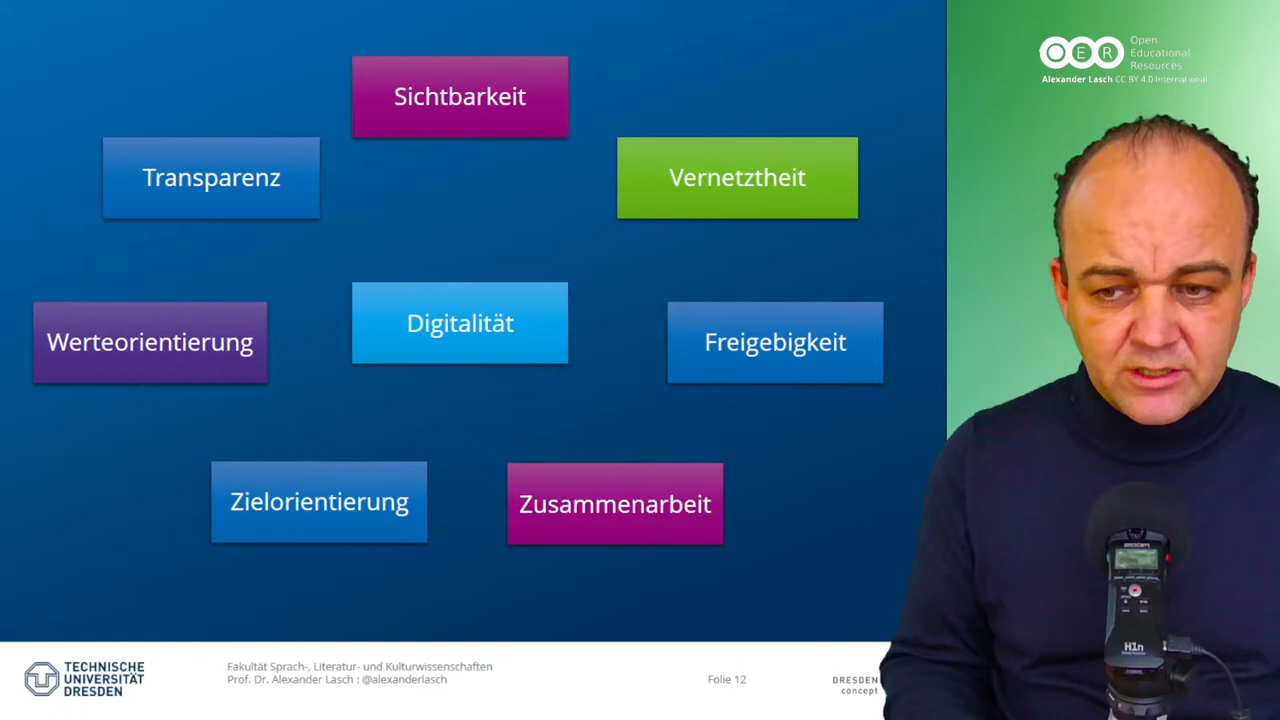 Sichtbarkeit
Transparenz
Vernetztheit
Digitalität
Werteorientierung
Freigebigkeit
Zielorientierung
Zusammenarbeit
TECHNISCHE
UNIVERSITÄT
DRESDEN
Fakultät Sprach-, Literatur- und Kulturwissenschaften
Prof. Dr. Alexander Lasch : @alexanderlasch
Folie 12
DRESDEN
concept
OER
Open
Educational
Resources
Alexander Lasch CC BY 4.0 International
H1n